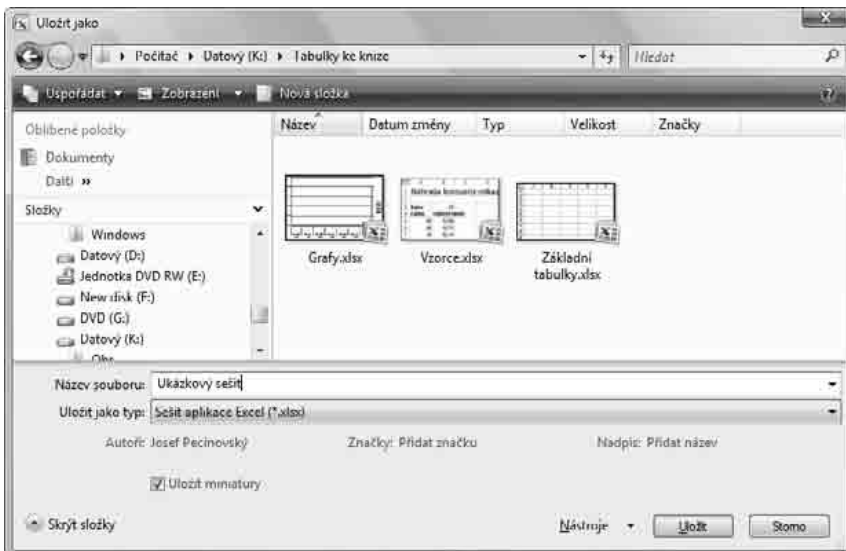 Uložit jako
Počítač ▸ Datový (K:) ▸ Tabulky ke knize
Hledat
Uspořádat
Zobrazení
Nová složka
Oblíbené položky
Dokumenty
Další »
Složky
Windows
Datový (D:)
Jednotka DVD RW (E:)
New disk (F:)
DVD (G:)
Datový (K:)
Obs
Název Datum změny Typ Velikost Značky
Grafy.xlsx
Vzorce.xlsx
Základní
tabulky.xlsx
Název souboru: Ukázkový sešit
Uložit jako typ: Sešit aplikace Excel (*.xlsx)
Autoři: Josef Pecinovský Značky: Přidat značku Nadpis: Přidat název
Uložit miniatury
Skrýt složky Nástroje Uložit Storno